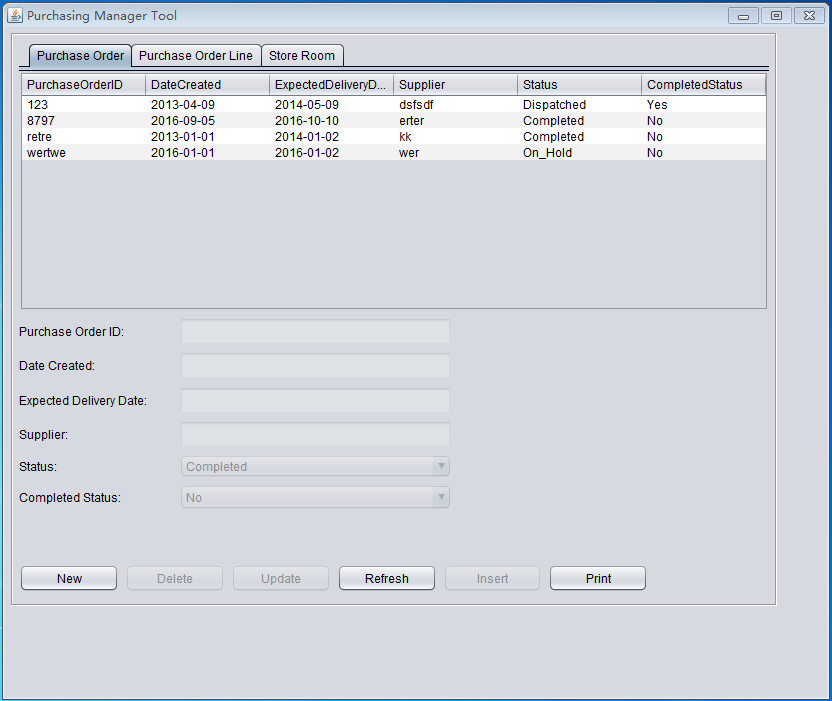 Purchasing Manager Tool
Purchase Order Purchase Order Line Store Room
PurchaseOrderID DateCreated ExpectedDeliveryD... Supplier Status CompletedStatus
123 2013-04-09 2014-05-09 dsfsdf Dispatched Yes
8797 2016-09-05 2016-10-10 erter Completed No
retre 2013-01-01 2014-01-02 kk Completed No
wertwe 2016-01-01 2016-01-02 wer On_Hold No
Purchase Order ID:
Date Created:
Expected Delivery Date:
Supplier:
Status: Completed
Completed Status: No
New Delete Update Refresh Insert Print